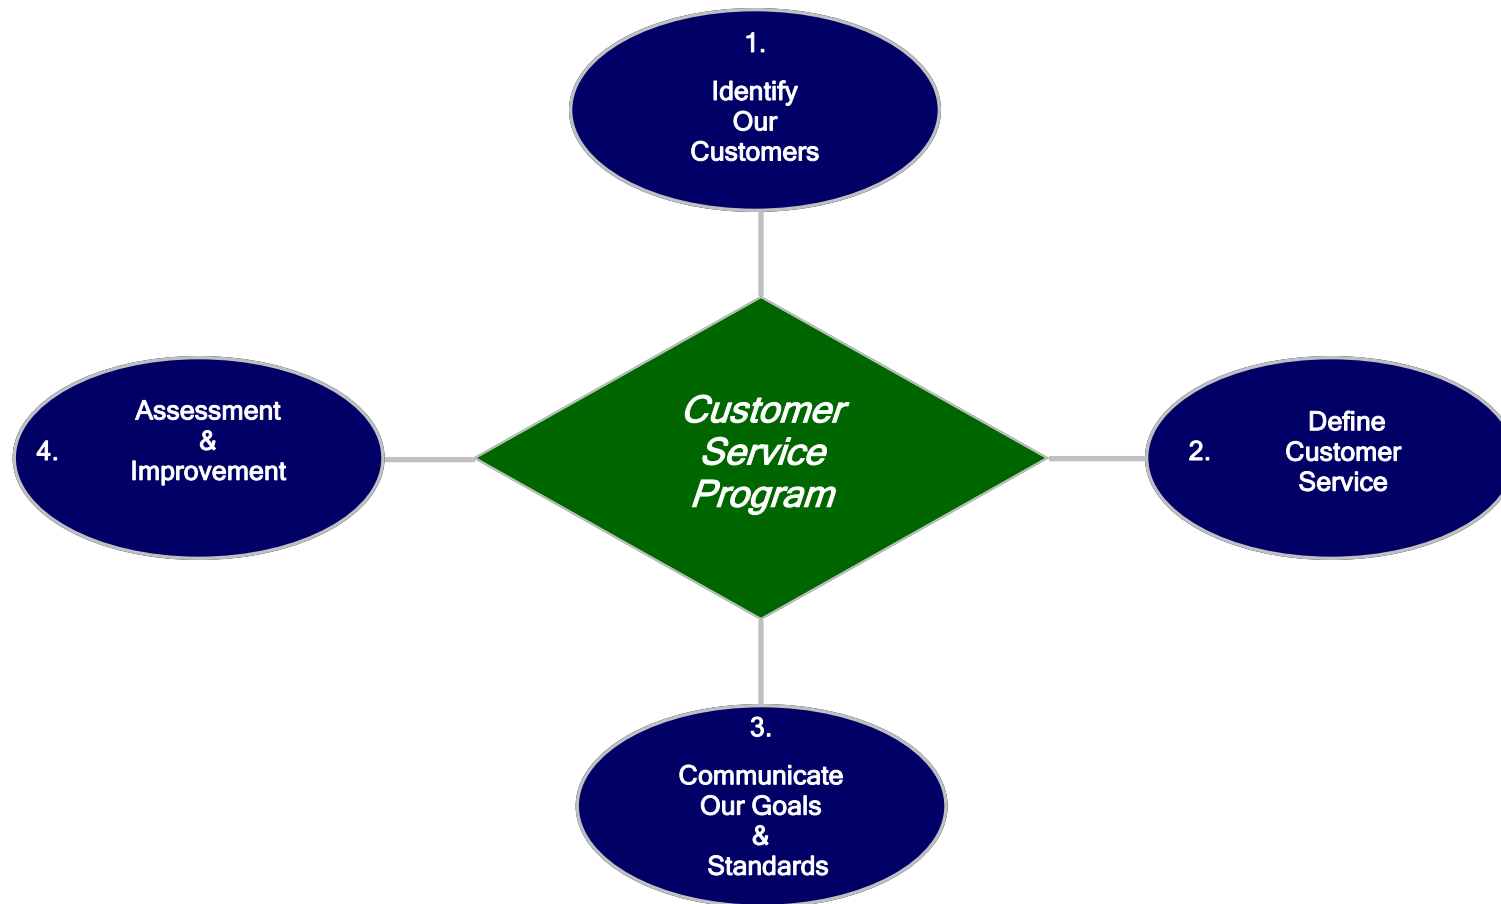 1.
Identify
Our
Customers
Customer
Service
Program
2.
Define
Customer
Service
3.
Communicate
Our Goals
&
Standards
4.
Assessment
&
Improvement